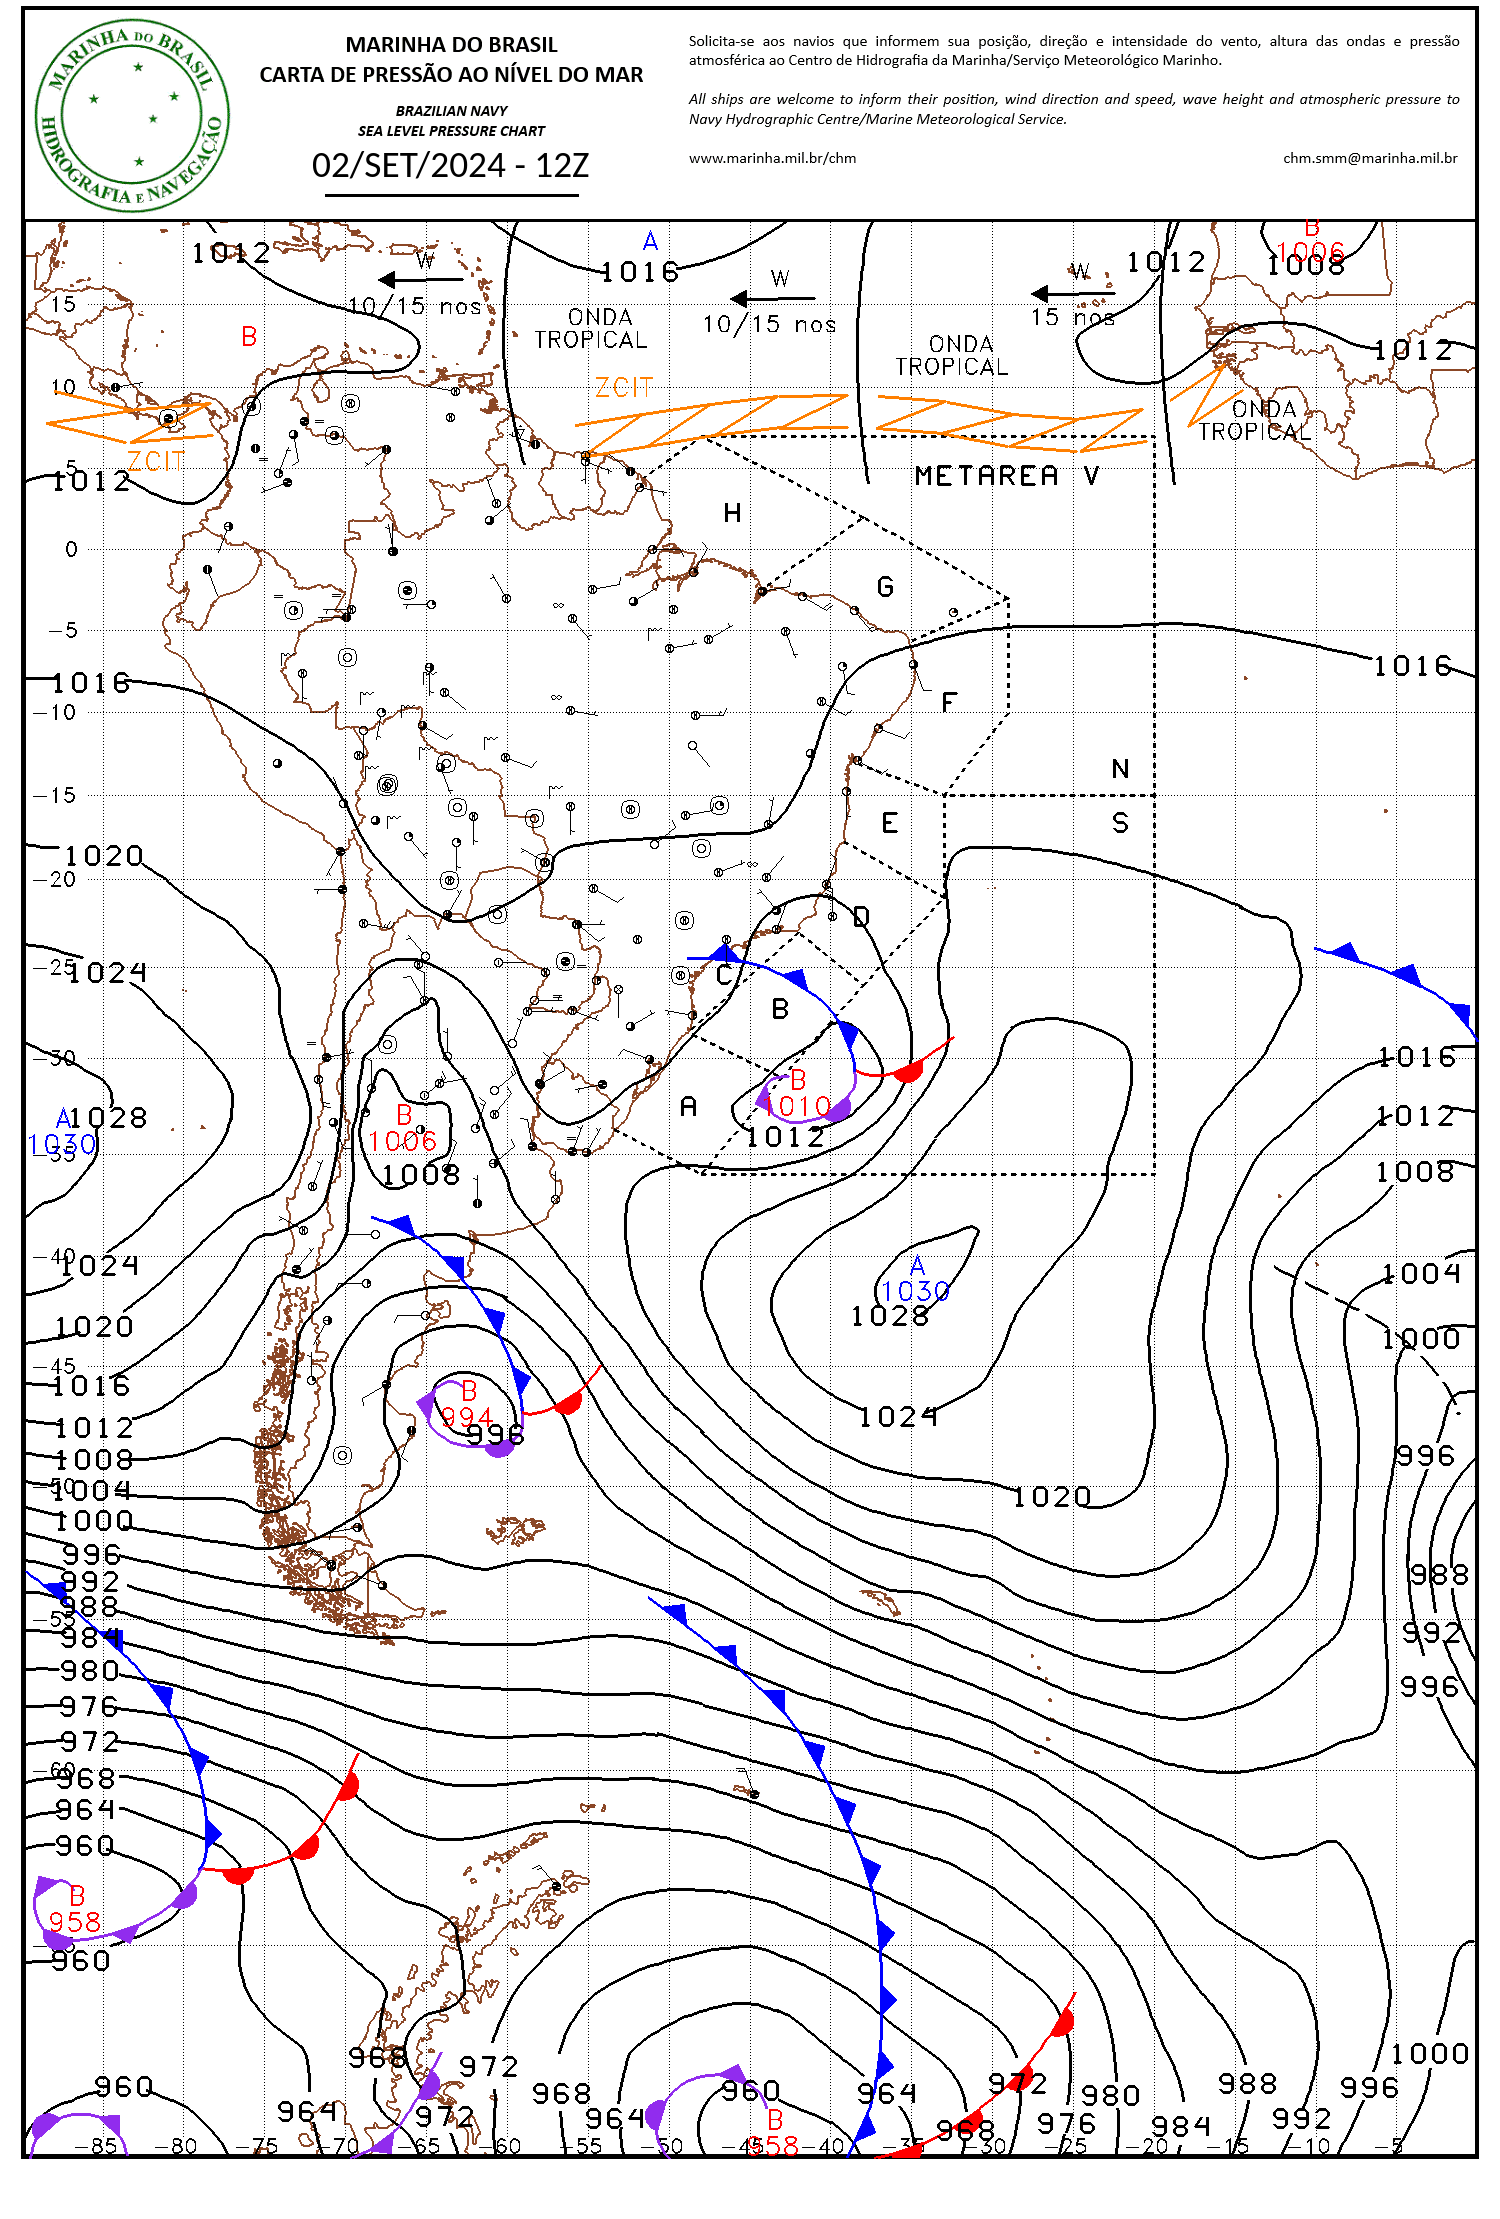 MARINHA DO BRASIL
HIDROGRAFIA E NAVEGAÇÃO
MARINHA DO BRASIL
CARTA DE PRESSÃO AO NÍVEL DO MAR
BRAZILIAN NAVY
SEA LEVEL PRESSURE CHART
02/SET/2024 - 12Z
Solicita-se aos navios que informem sua posição, direção e intensidade do vento, altura das ondas e pressão
atmosférica ao Centro de Hidrografia da Marinha/Serviço Meteorológico Marinho.
All ships are welcome to inform their position, wind direction and speed, wave height and atmospheric pressure to
Navy Hydrographic Centre/Marine Meteorological Service.
www.marinha.mil.br/chm chm.smm@marinha.mil.br
B
1012 A 1006
1016 1012 1008
W W W
15 10/15 nos 10/15 nos 15 nos
B ONDA
TROPICAL
ONDA
TROPICAL
1012
10 ZCIT
ONDA
TROPICAL
ZCIT
5 1012 METAREA V
H
0
G
-5
1016 1016
F
-10
N
-15 E S
1020
-20
D
1024
-25 C
B
-30 1016
B
1010
A 1012
1028 B
1006
A
1030
1012
-35 1008 1008
-40 1024 A
1030
1004
1028
1020 1000
-45 1016 B
994
1012 996 1024
1008 996
-50 1004 1020
1000
996
992 988
988
-55 984 992
980 996
976
972
-60 968
964
960
B
958
-65 960
968 972 1000
960 968 960 964 972 980 988 996
964 972 964 B
958
968 976 984 992
-85 -80 -75 -70 -65 -60 -55 -50 -45 -40 -35 -30 -25 -20 -15 -10 -5